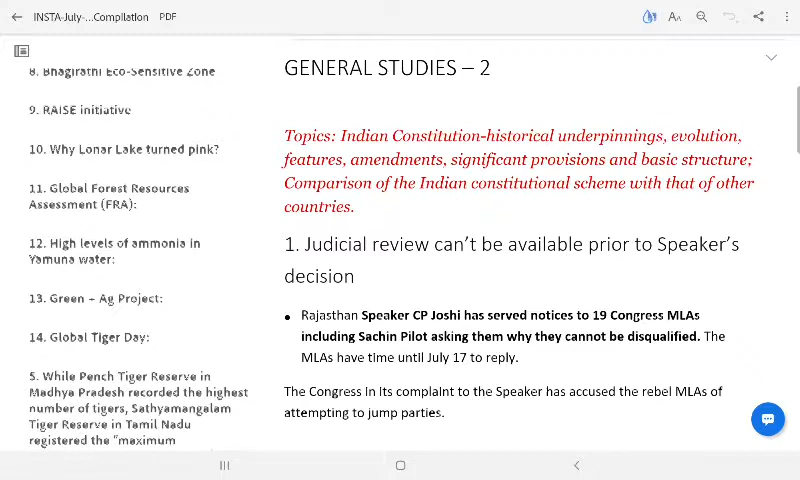 INSTA-July-...Compilation PDF
8. Bhagirathi Eco-Sensitive Zone
9. RAISE initiative
10. Why Lonar Lake turned pink?
11. Global Forest Resources
Assessment (FRA):
12. High levels of ammonia in
Yamuna water:
13. Green – Ag Project:
14. Global Tiger Day:
5. While Pench Tiger Reserve in
Madhya Pradesh recorded the highest
number of tigers, Sathyamangalam
Tiger Reserve in Tamil Nadu
registered the “maximum
GENERAL STUDIES – 2
Topics: Indian Constitution-historical underpinnings, evolution,
features, amendments, significant provisions and basic structure;
Comparison of the Indian constitutional scheme with that of other
countries.
1. Judicial review can’t be available prior to Speaker’s
decision
• Rajasthan Speaker CP Joshi has served notices to 19 Congress MLAs
including Sachin Pilot asking them why they cannot be disqualified. The
MLAs have time until July 17 to reply.
The Congress in its complaint to the Speaker has accused the rebel MLAs of
attempting to jump parties.